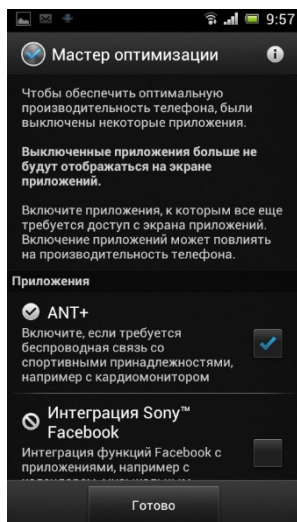 9:57
Мастер оптимизации
Чтобы обеспечить оптимальную
производительность телефона, были
выключены некоторые приложения.
Выключенные приложения больше не
будут отображаться на экране
приложений.
Включите приложения, к которым все еще
требуется доступ с экрана приложений.
Включение приложений может повлиять
на производительность телефона.
Приложения
ANT+
Включите, если требуется
беспроводная связь со
спортивными принадлежностями,
например с кардиомонитором
Интеграция Sony™
Facebook
Интеграция функций Facebook с
приложениями, например с
Готово